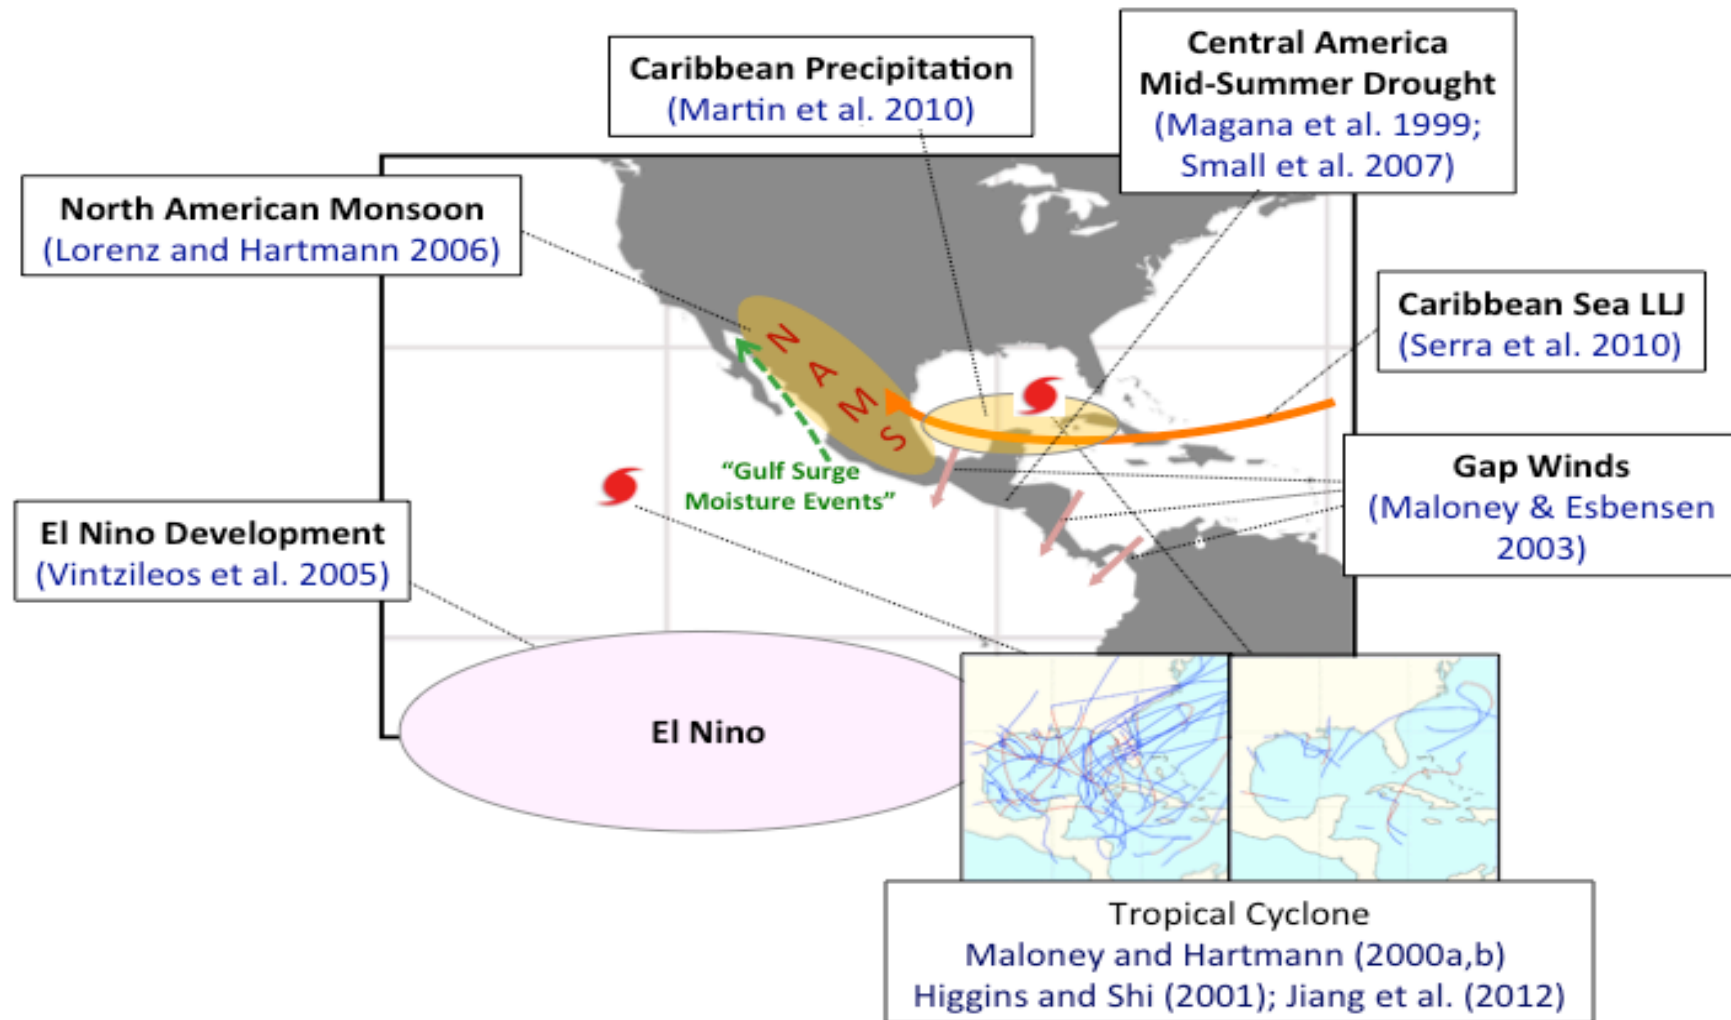 Caribbean Precipitation
(Martin et al. 2010)
Central America
Mid-Summer Drought
(Magana et al. 1999;
Small et al. 2007)
North American Monsoon
(Lorenz and Hartmann 2006)
Caribbean Sea LLJ
(Serra et al. 2010)
N
A
M
S
"Gulf Surge
Moisture Events"
Gap Winds
(Maloney & Esbensen
2003)
El Nino Development
(Vintzileos et al. 2005)
El Nino
Tropical Cyclone
Maloney and Hartmann (2000a,b)
Higgins and Shi (2001); Jiang et al. (2012)